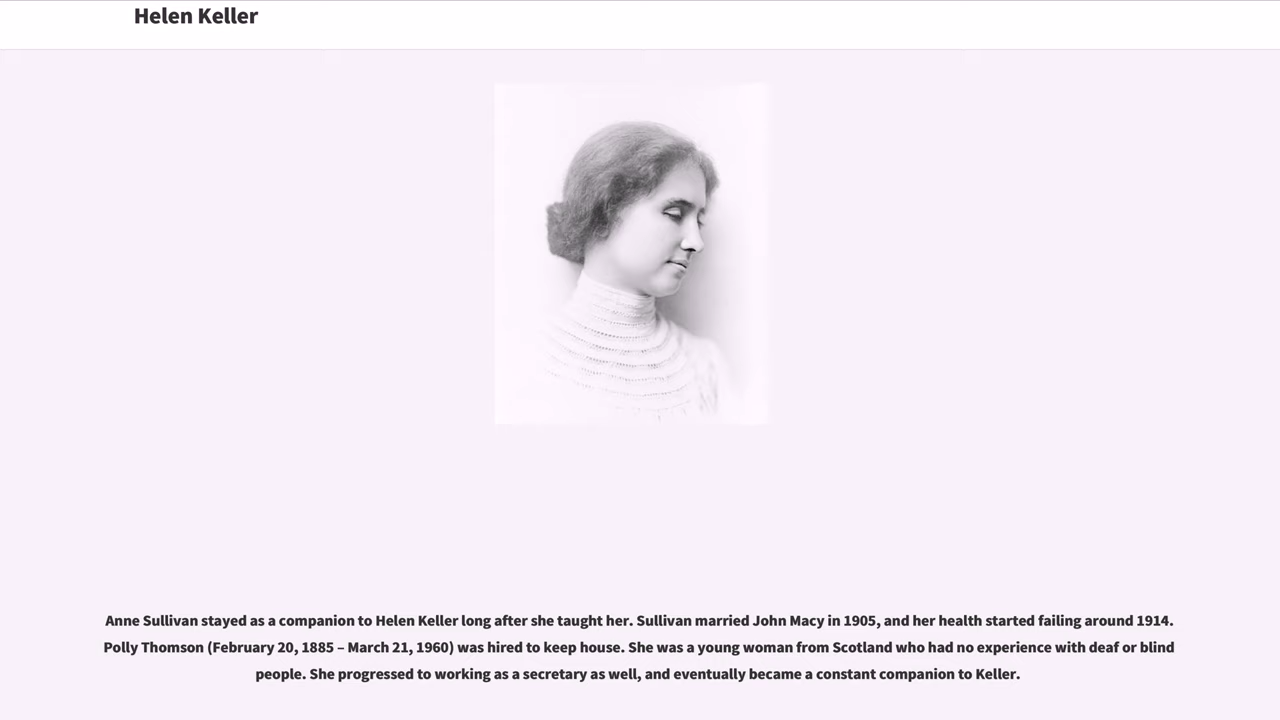 Helen Keller
Anne Sullivan stayed as a companion to Helen Keller long after she taught her. Sullivan married John Macy in 1905, and her health started failing around 1914.
Polly Thomson (February 20, 1885 – March 21, 1960) was hired to keep house. She was a young woman from Scotland who had no experience with deaf or blind
people. She progressed to working as a secretary as well, and eventually became a constant companion to Keller.